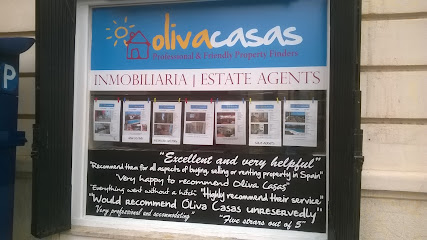 olivacasas
Professional & Friendly Property Finders
INMOBILIARIA | ESTATE AGENTS
"Excellent and very helpful"
"Recommend them for all aspects of buying, selling or renting property in Spain"
"Very happy to recommend Oliva Casas"
"Everything went without a hitch" "Highly recommend their service"
"Would recommend Oliva Casas unreservedly"
"Very professional and accommodating" "Five stars out of 5"
P